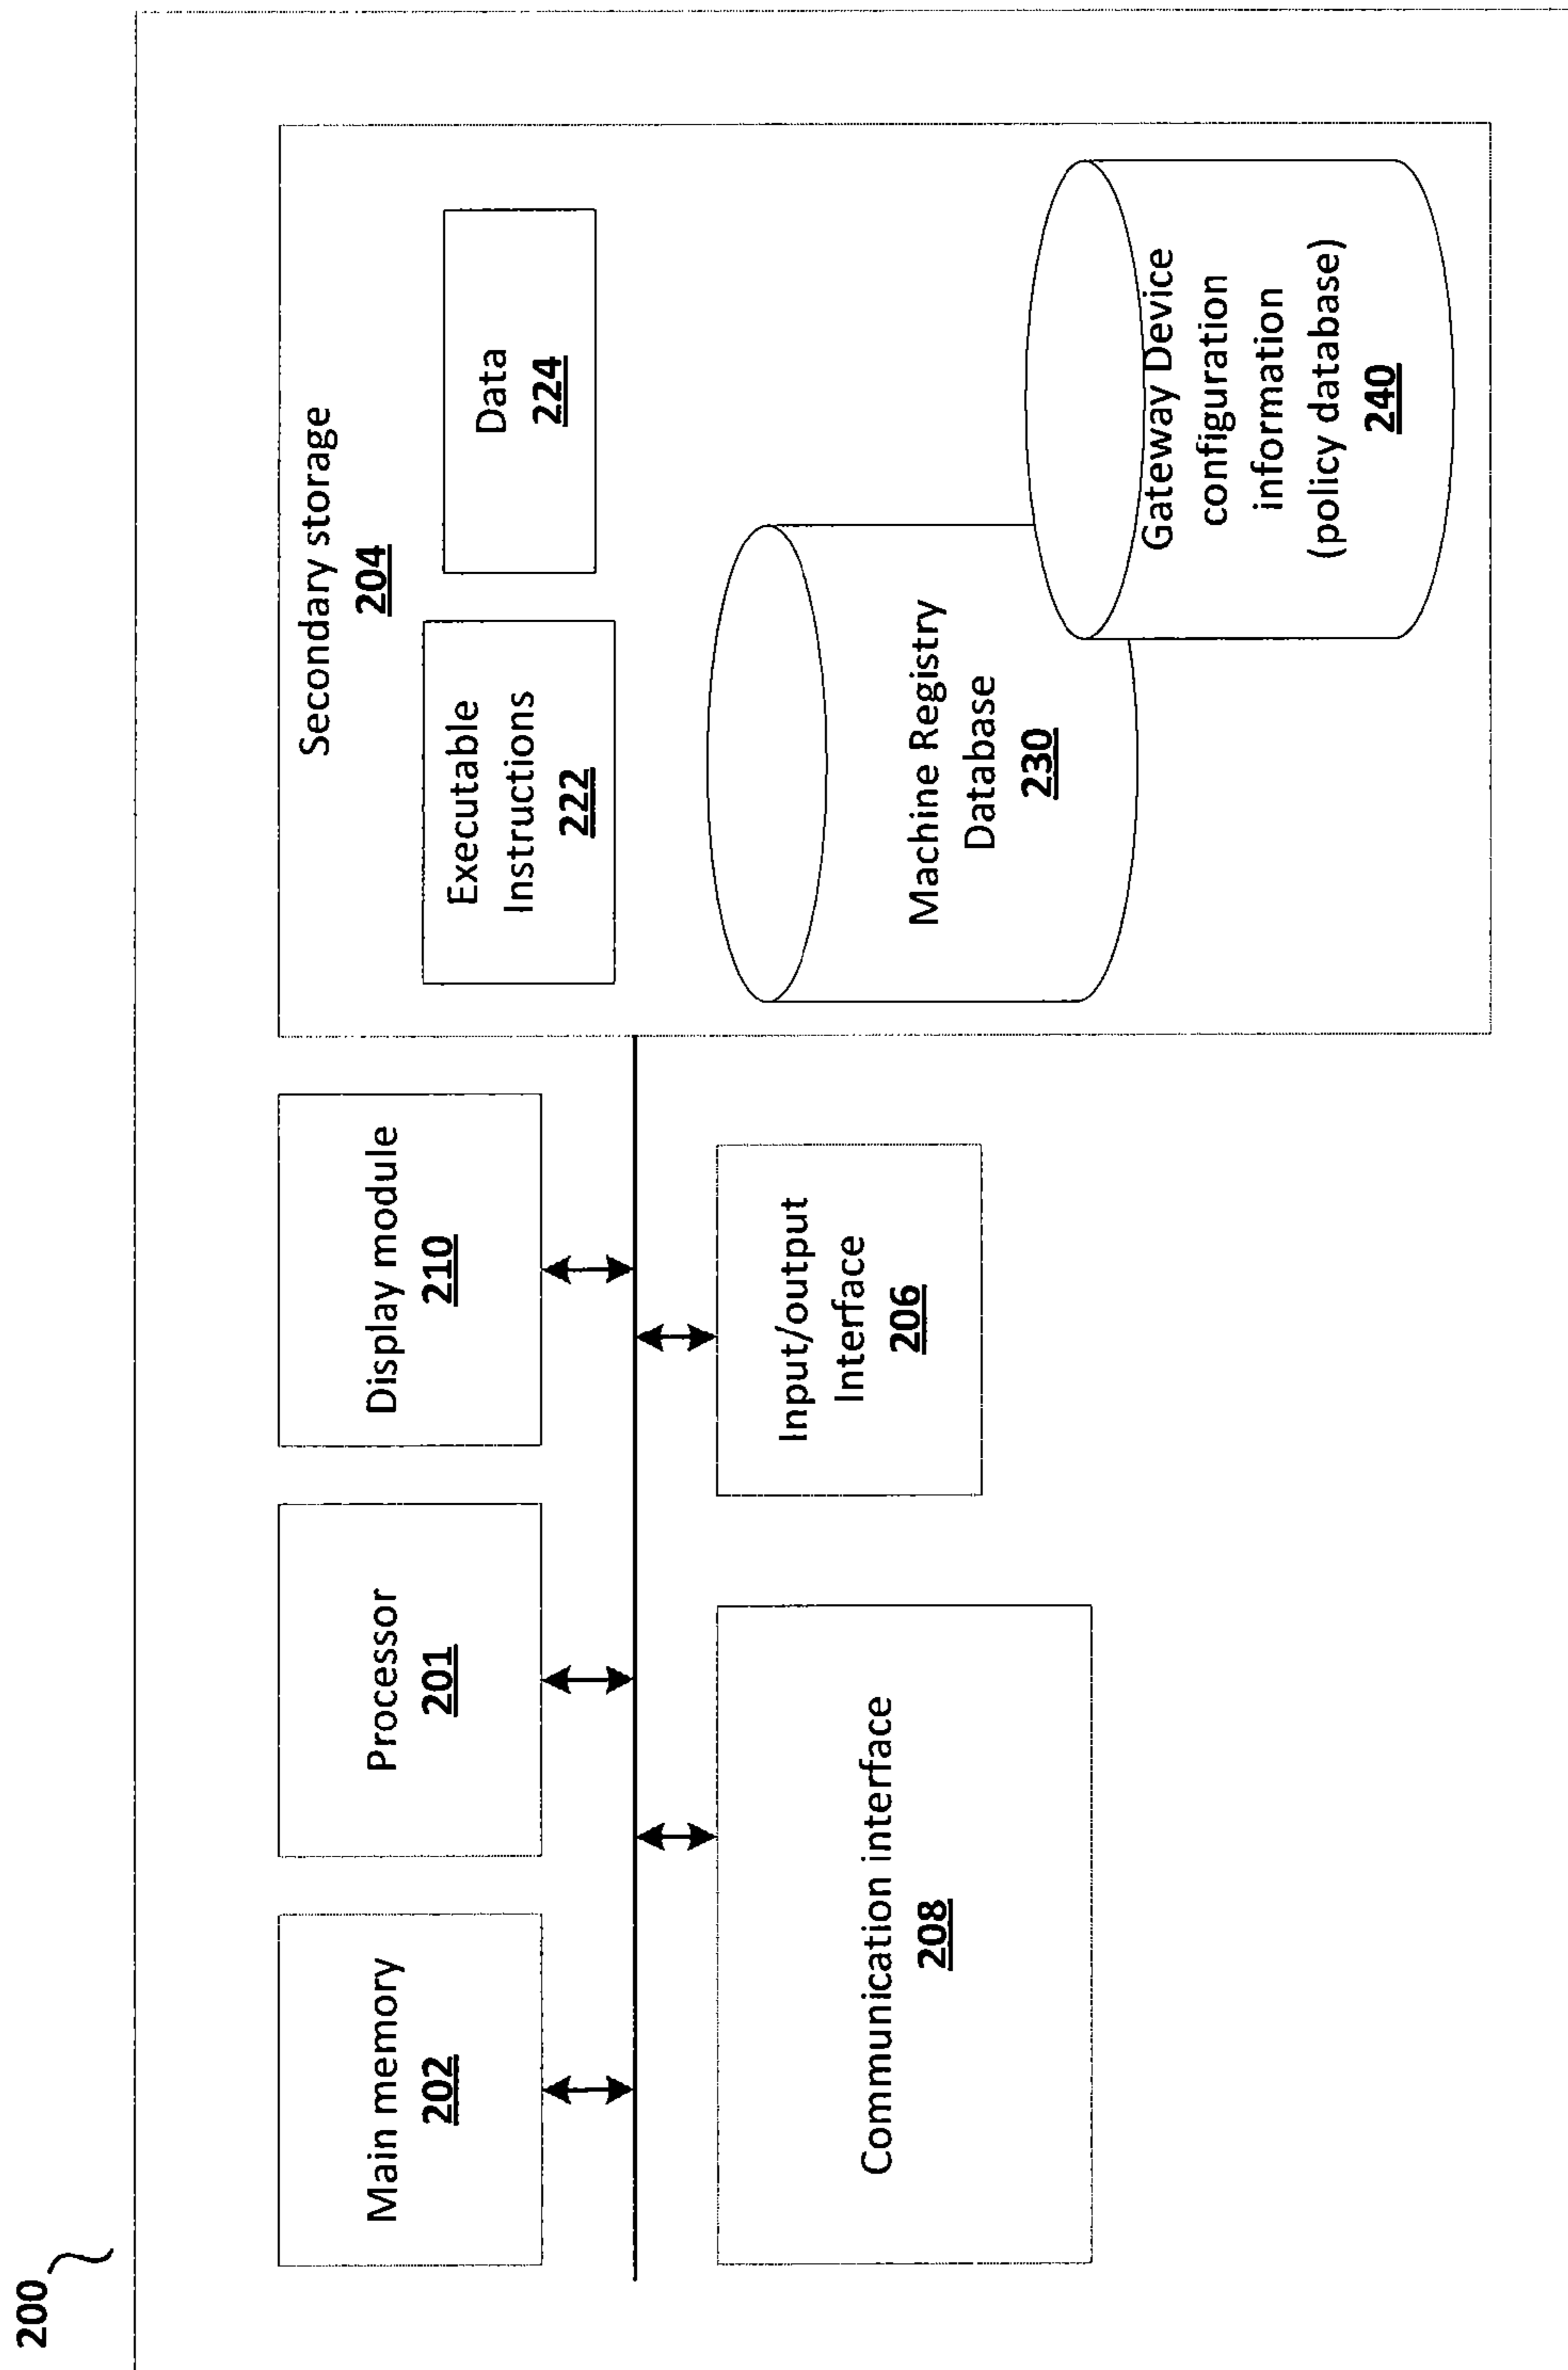 200
Main memory
202
Processor
201
Display module
210
Secondary storage
204
Executable
Instructions
222
Data
224
Communication interface
208
Input/output
Interface
206
Machine Registry
Database
230
Gateway Device
configuration
information
(policy database)
240